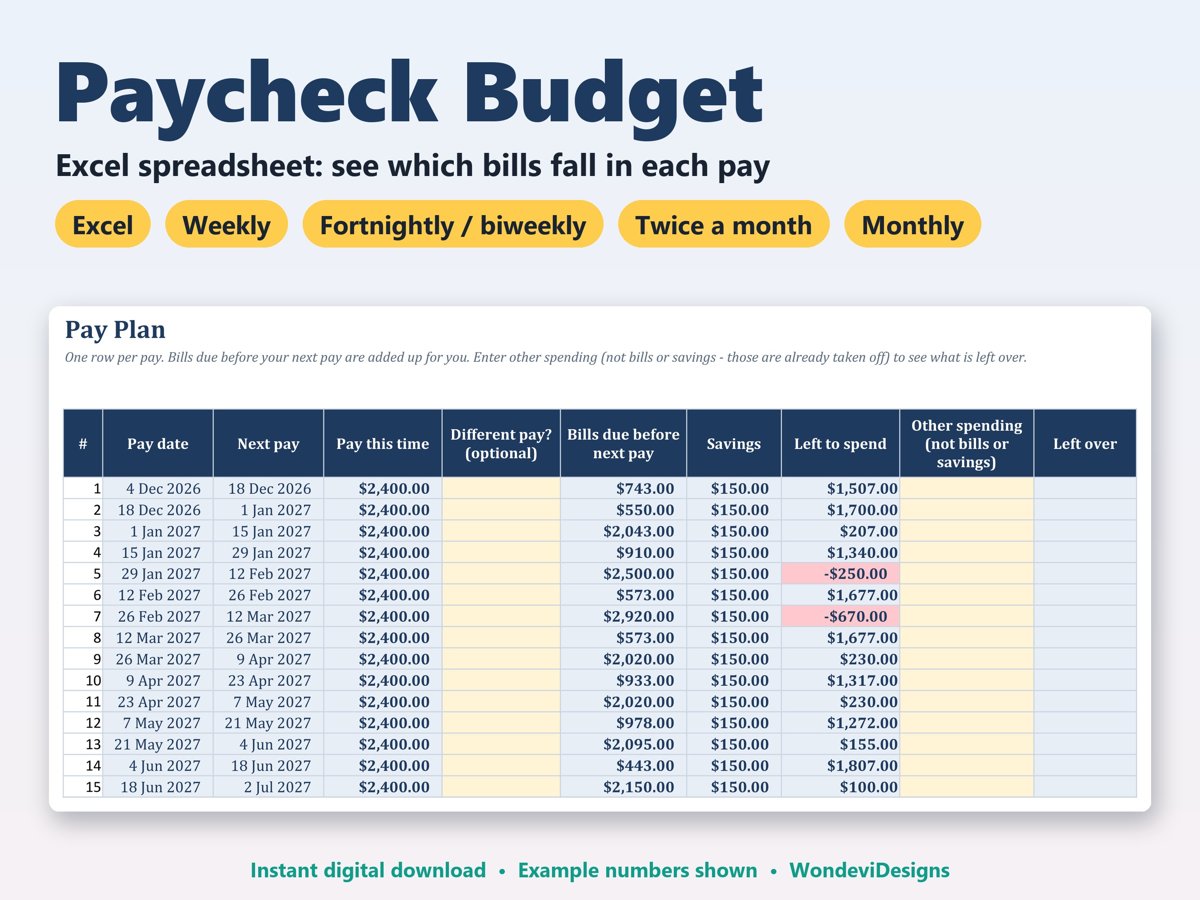 Paycheck Budget
Excel spreadsheet: see which bills fall in each pay
Excel Weekly Fortnightly / biweekly Twice a month Monthly
Pay Plan
One row per pay. Bills due before your next pay are added up for you. Enter other spending (not bills or savings - those are already taken off) to see what is left over.
# Pay date Next pay Pay this time Different pay? (optional) Bills due before next pay Savings Left to spend Other spending (not bills or savings) Left over
1 4 Dec 2026 18 Dec 2026 $2,400.00 $743.00 $150.00 $1,507.00
2 18 Dec 2026 1 Jan 2027 $2,400.00 $550.00 $150.00 $1,700.00
3 1 Jan 2027 15 Jan 2027 $2,400.00 $2,043.00 $150.00 $207.00
4 15 Jan 2027 29 Jan 2027 $2,400.00 $910.00 $150.00 $1,340.00
5 29 Jan 2027 12 Feb 2027 $2,400.00 $2,500.00 $150.00 -$250.00
6 12 Feb 2027 26 Feb 2027 $2,400.00 $573.00 $150.00 $1,677.00
7 26 Feb 2027 12 Mar 2027 $2,400.00 $2,920.00 $150.00 -$670.00
8 12 Mar 2027 26 Mar 2027 $2,400.00 $573.00 $150.00 $1,677.00
9 26 Mar 2027 9 Apr 2027 $2,400.00 $2,020.00 $150.00 $230.00
10 9 Apr 2027 23 Apr 2027 $2,400.00 $933.00 $150.00 $1,317.00
11 23 Apr 2027 7 May 2027 $2,400.00 $2,020.00 $150.00 $230.00
12 7 May 2027 21 May 2027 $2,400.00 $978.00 $150.00 $1,272.00
13 21 May 2027 4 Jun 2027 $2,400.00 $2,095.00 $150.00 $155.00
14 4 Jun 2027 18 Jun 2027 $2,400.00 $443.00 $150.00 $1,807.00
15 18 Jun 2027 2 Jul 2027 $2,400.00 $2,150.00 $150.00 $100.00
Instant digital download • Example numbers shown • WondeviDesigns